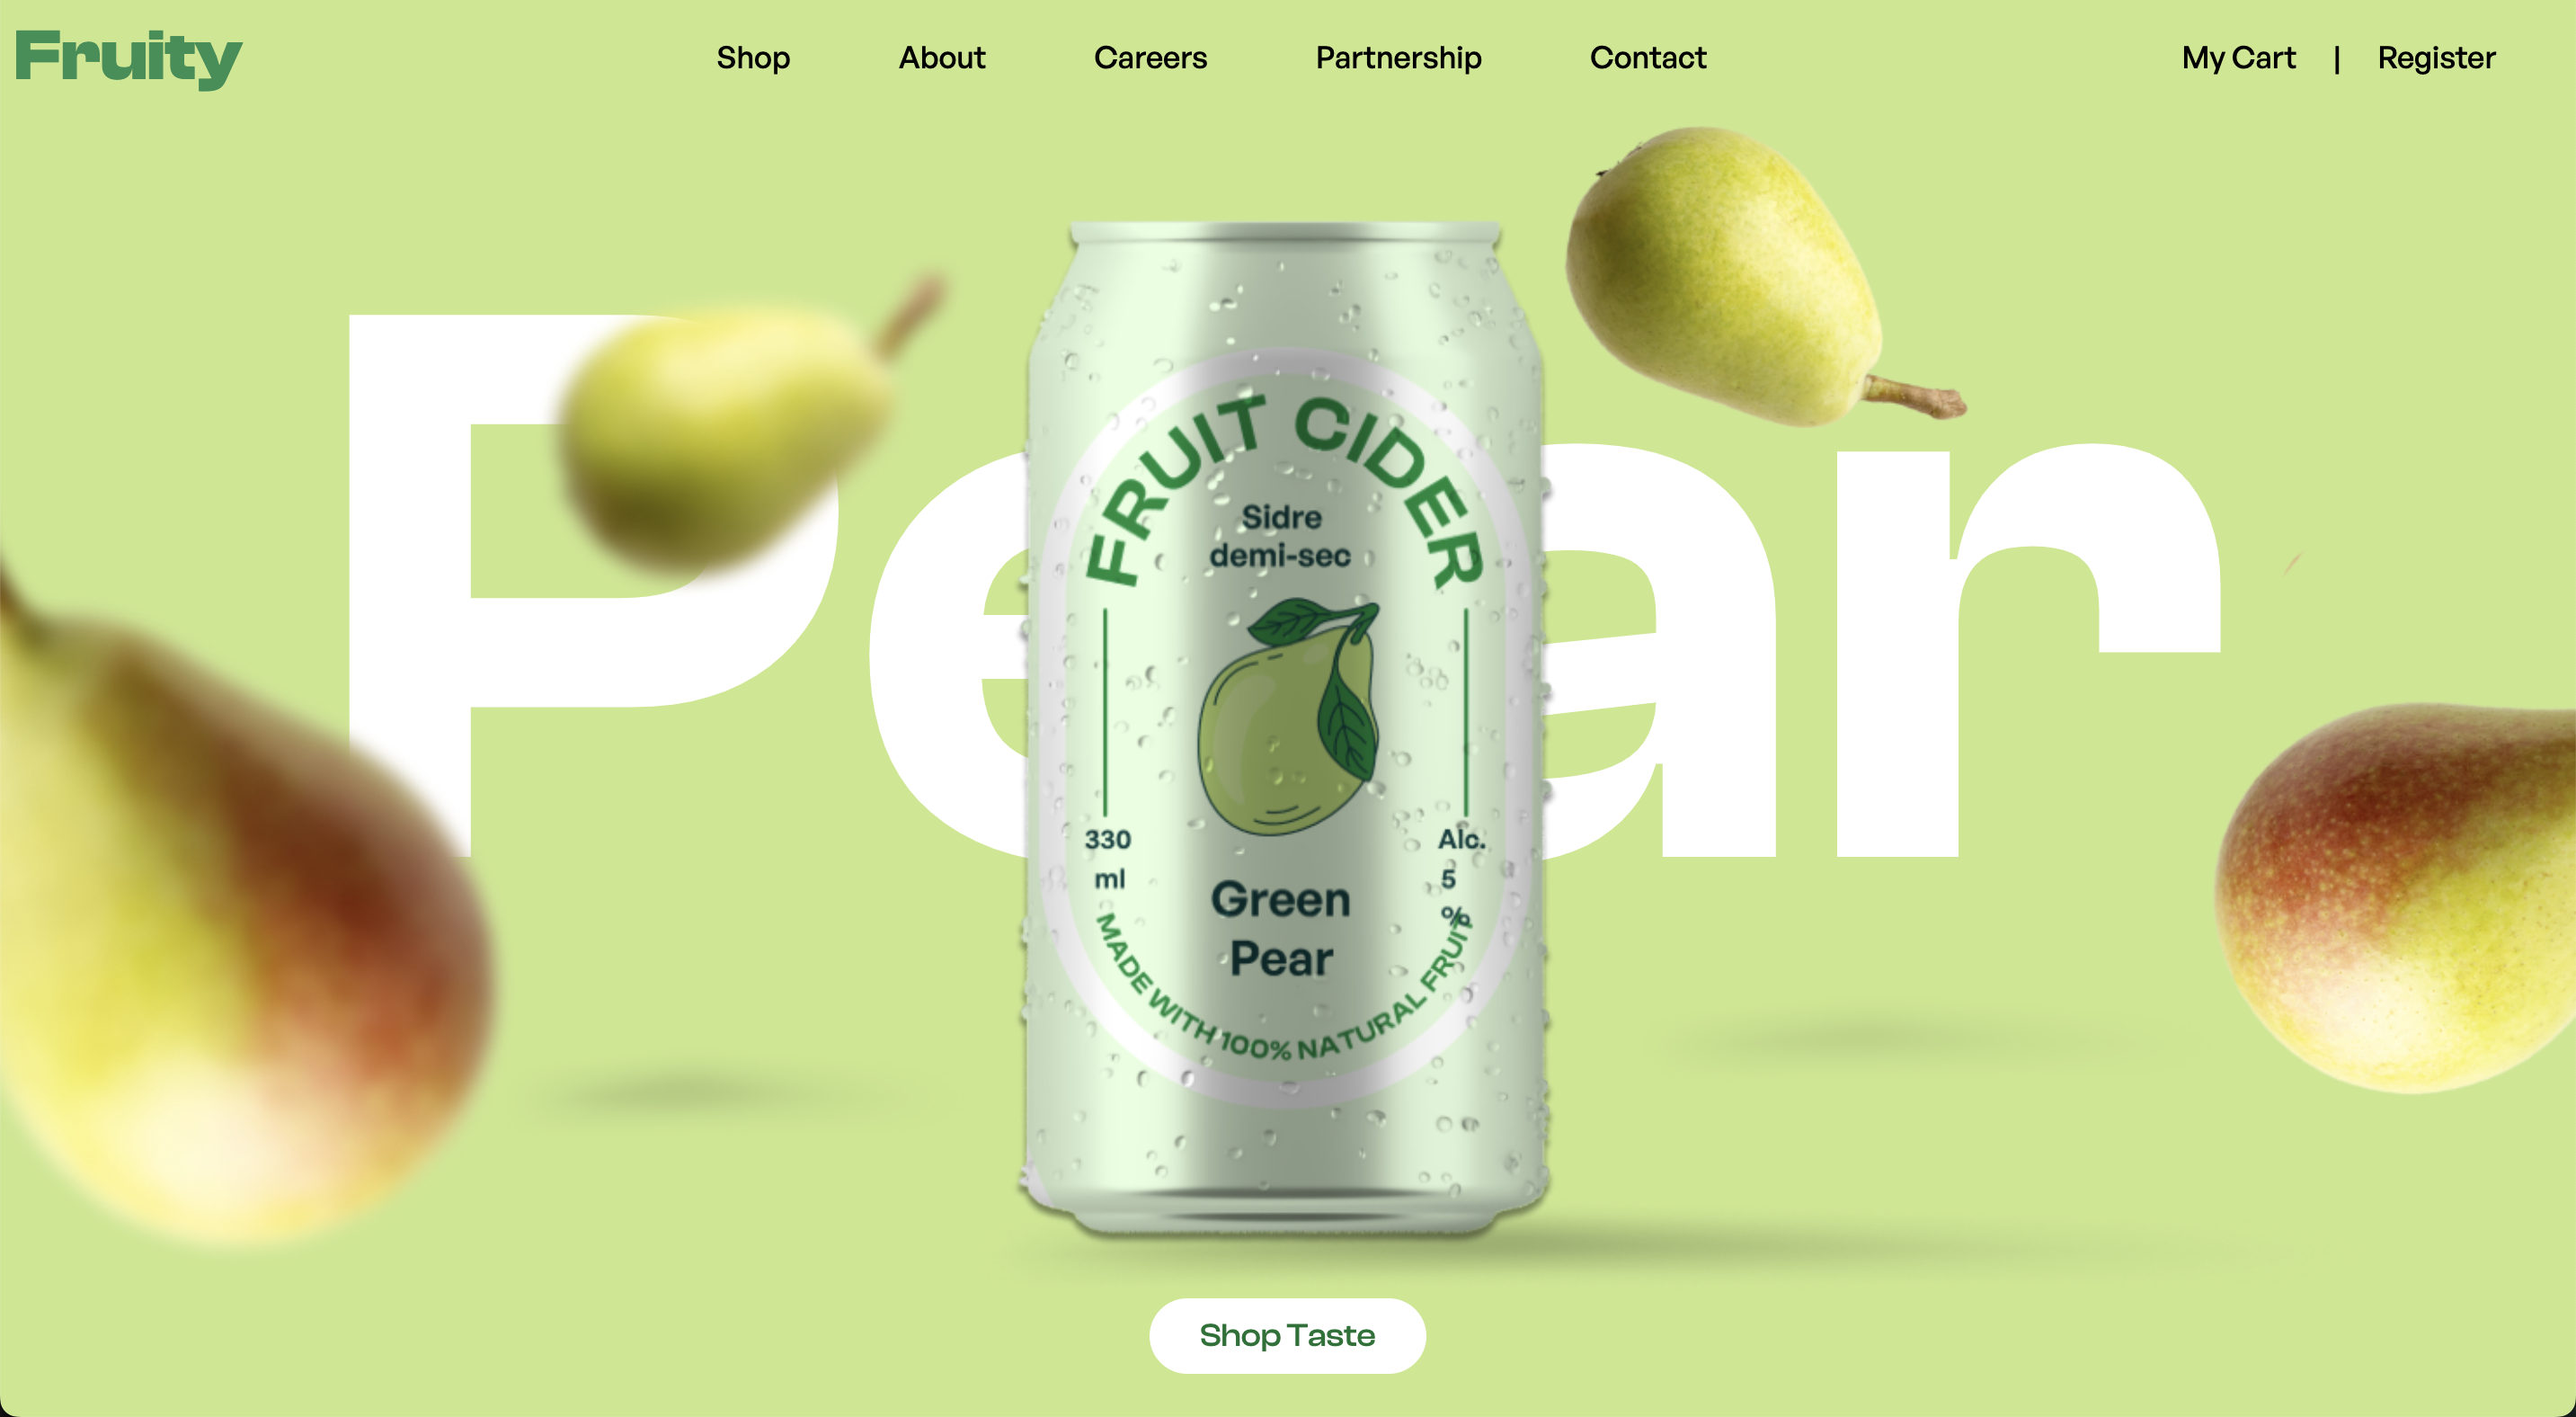 Fruity
Shop About Careers Partnership Contact
My Cart | Register
Pear
FRUIT CIDER
Sidre
demi-sec
330
ml
Alc.
5
%
Green
Pear
MADE WITH 100% NATURAL FRUIT
Shop Taste